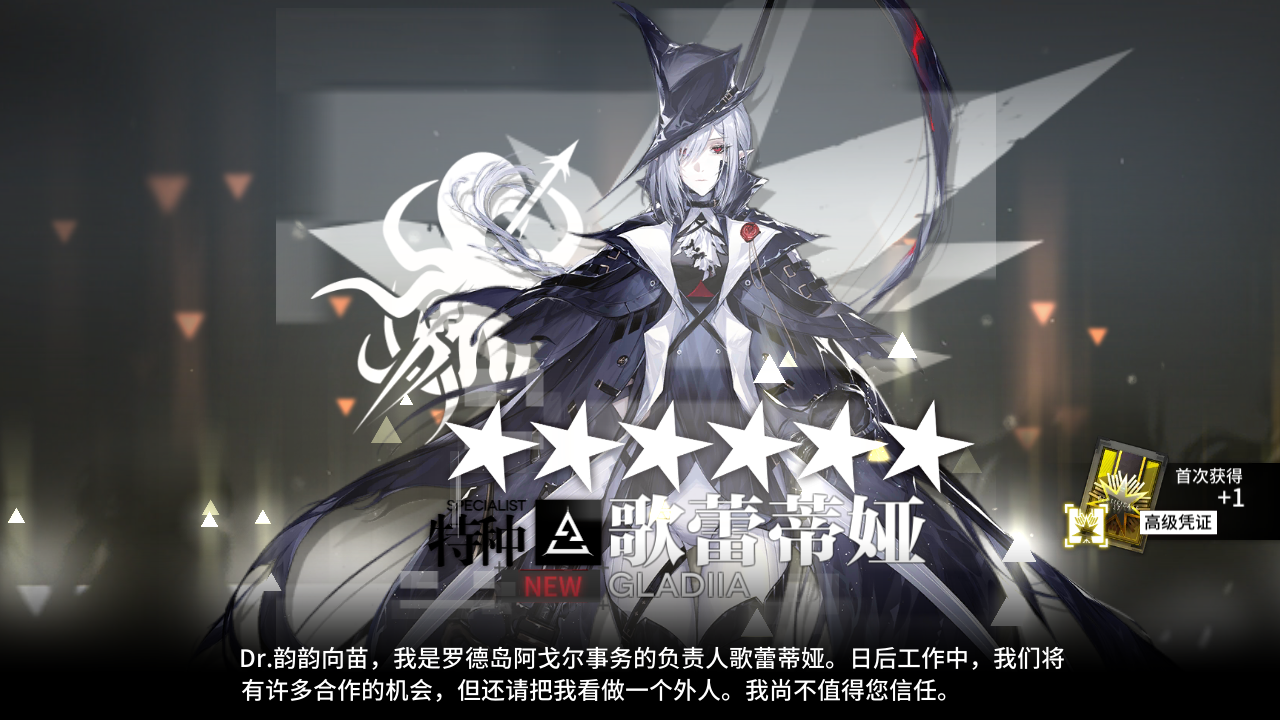 首次获得
+1
高级凭证
SPECIALIST
特种
歌蕾蒂娅
NEW
GLADIIA
Dr.韵韵向苗，我是罗德岛阿戈尔事务的负责人歌蕾蒂娅。日后工作中，我们将
有许多合作的机会，但还请把我看做一个外人。我尚不值得您信任。